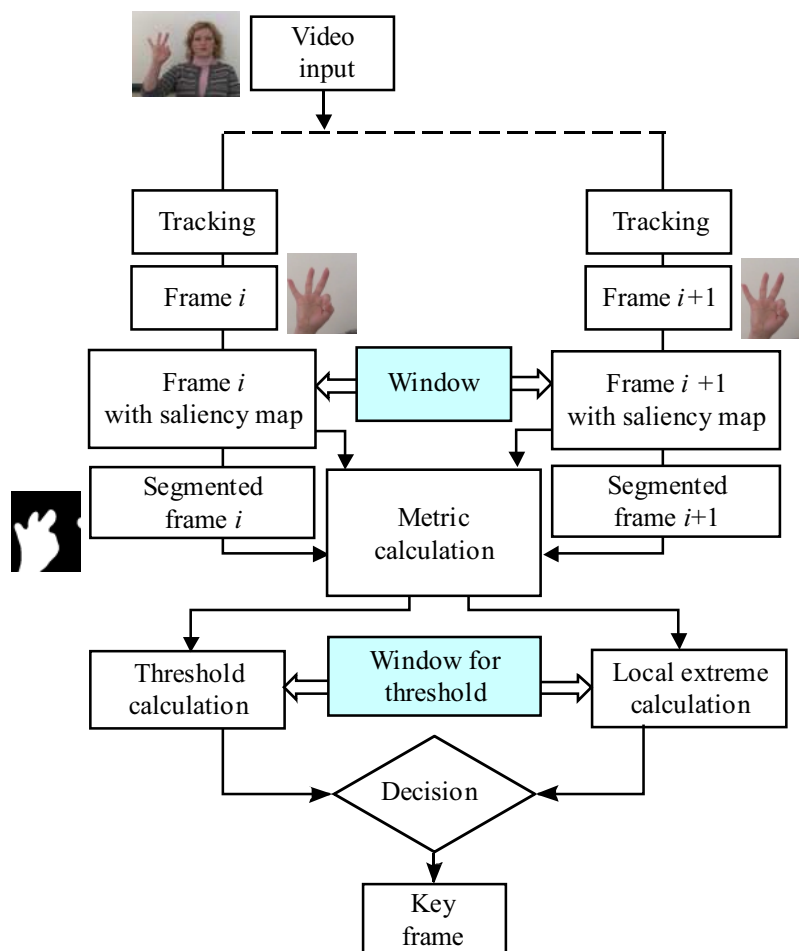 Video
input
Tracking
Tracking
Frame i
Frame i+1
Frame i
with saliency map
Window
Frame i +1
with saliency map
Segmented
frame i
Metric
calculation
Segmented
frame i+1
Threshold
calculation
Window for
threshold
Local extreme
calculation
Decision
Key
frame